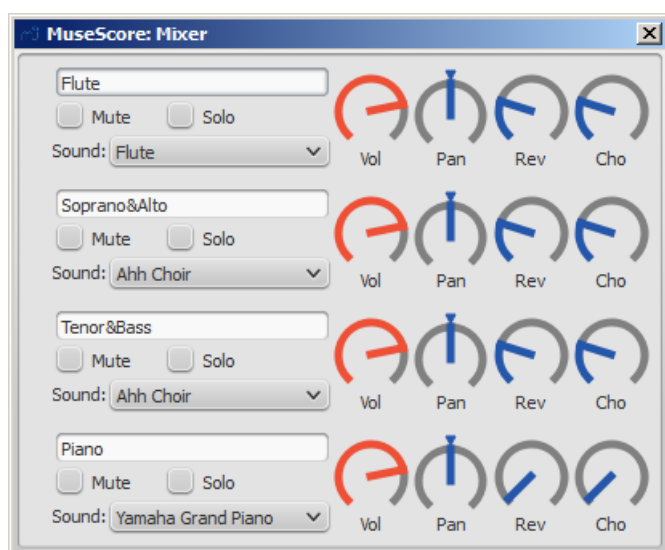 MuseScore: Mixer
Flute
Mute Solo
Sound: Flute
Vol Pan Rev Cho
Soprano&Alto
Mute Solo
Sound: Ahh Choir
Vol Pan Rev Cho
Tenor&Bass
Mute Solo
Sound: Ahh Choir
Vol Pan Rev Cho
Piano
Mute Solo
Sound: Yamaha Grand Piano
Vol Pan Rev Cho